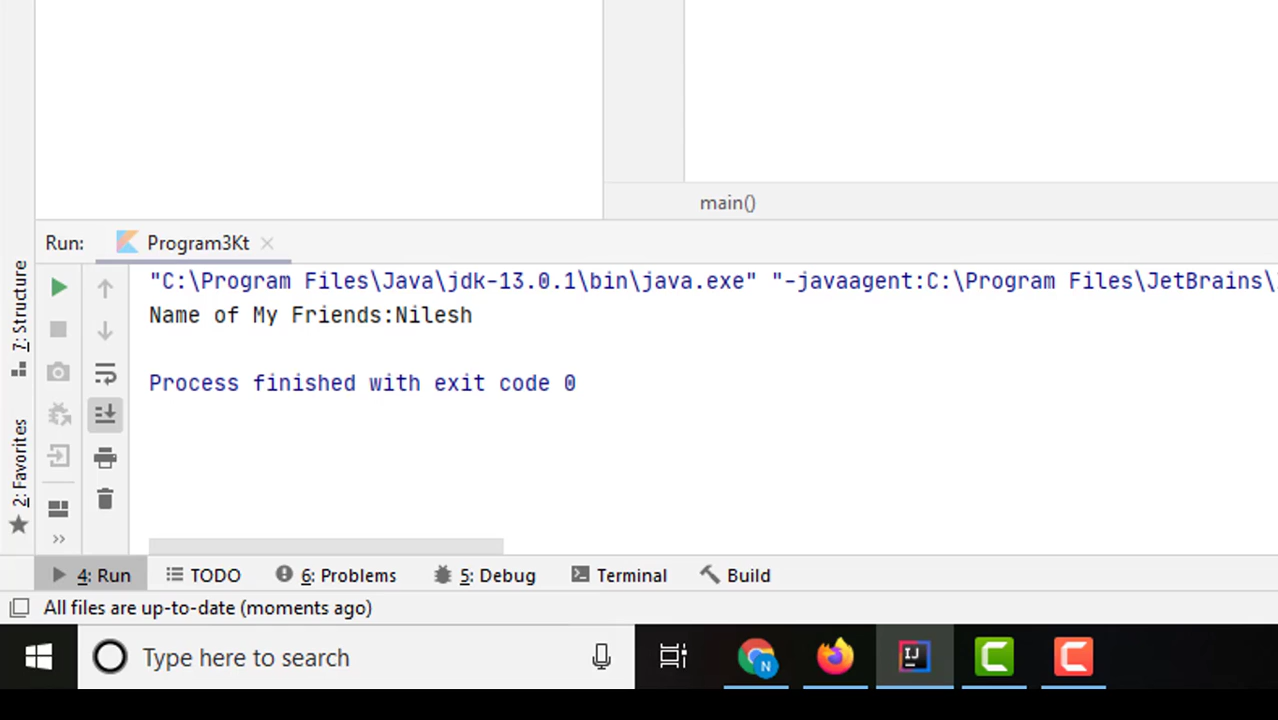 main()
Run: Program3Kt
7: Structure
"C:\Program Files\Java\jdk-13.0.1\bin\java.exe" "-javaagent:C:\Program Files\JetBrains\
Name of My Friends:Nilesh
Process finished with exit code 0
2: Favorites
4: Run TODO 6: Problems 5: Debug Terminal Build
All files are up-to-date (moments ago)
Type here to search N IJ